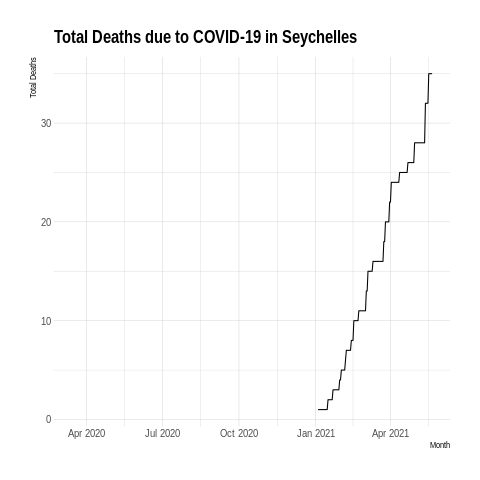 Total Deaths due to COVID-19 in Seychelles
Total Deaths
30
20
10
0
Apr 2020 Jul 2020 Oct 2020 Jan 2021 Apr 2021
Month